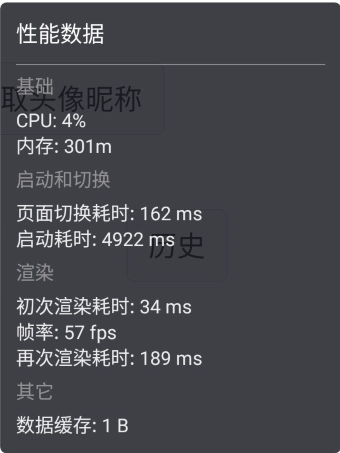 性能数据
基础
取头像昵称
CPU: 4%
内存: 301m
启动和切换
页面切换耗时: 162 ms
启动耗时: 4922 ms
历史
渲染
初次渲染耗时: 34 ms
帧率: 57 fps
再次渲染耗时: 189 ms
其它
数据缓存: 1 B